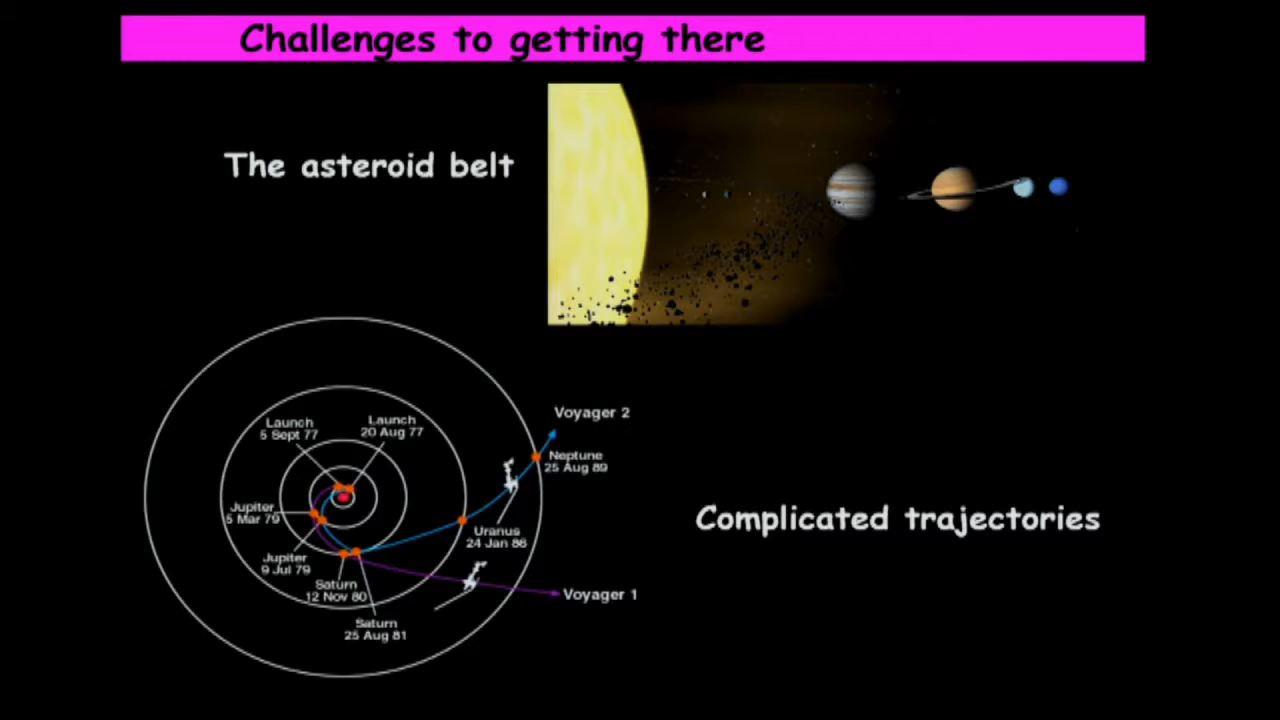 Challenges to getting there
The asteroid belt
Voyager 2
Launch
5 Sept 77
Launch
20 Aug 77
Neptune
25 Aug 89
Jupiter
5 Mar 79
Uranus
24 Jan 86
Complicated trajectories
Jupiter
9 Jul 79
Saturn
12 Nov 80
Voyager 1
Saturn
25 Aug 81